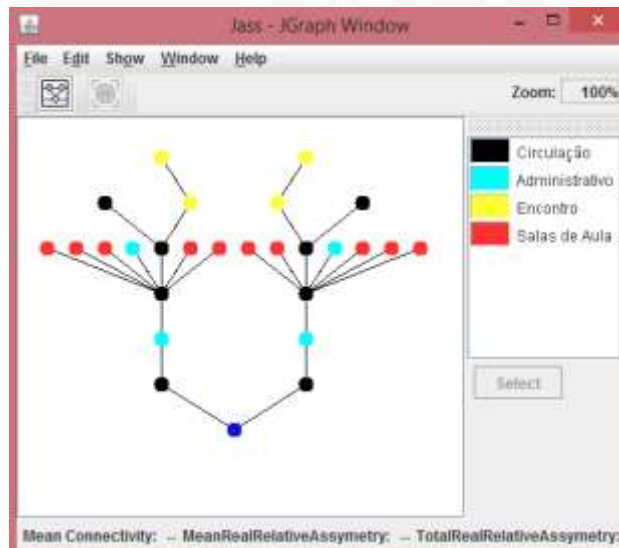 Jass - JGraph Window
File Edit Show Window Help
Zoom: 100%
Circulação
Administrativo
Encontro
Salas de Aula
Select
Mean Connectivity: -- MeanRealRelativeAssymetry: -- TotalRealRelativeAssymetry: